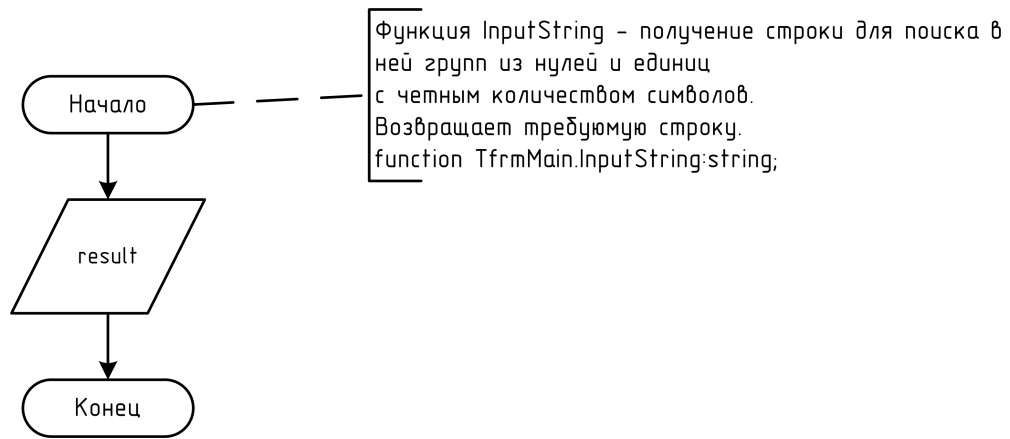 Функция InputString - получение строки для поиска в
ней групп из нулей и единиц
с четным количеством символов.
Возвращает требуюмую строку.
function TfrmMain.InputString:string;
Начало
result
Конец